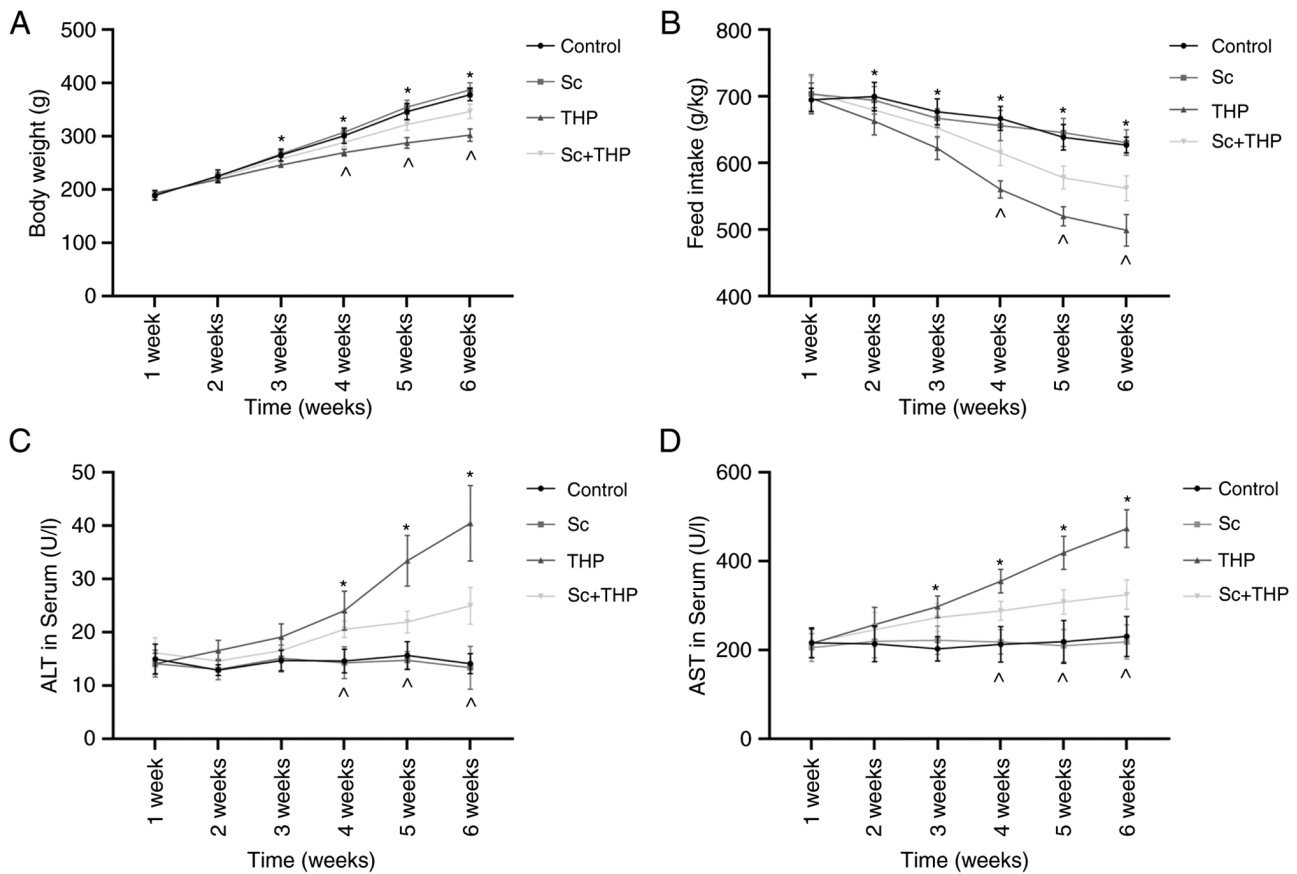 A
Body weight (g)
500
400
300
200
100
0
* * * *
^ ^ ^
1 week
2 weeks
3 weeks
4 weeks
5 weeks
6 weeks
Time (weeks)
Control
Sc
THP
Sc+THP
B
Feed intake (g/kg)
800
700
600
500
400
* * * * *
^ ^ ^
1 week
2 weeks
3 weeks
4 weeks
5 weeks
6 weeks
Time (weeks)
Control
Sc
THP
Sc+THP
C
ALT in Serum (U/l)
50
40
30
20
10
0
* * *
^ ^ ^
1 week
2 weeks
3 weeks
4 weeks
5 weeks
6 weeks
Time (weeks)
Control
Sc
THP
Sc+THP
D
AST in Serum (U/l)
600
400
200
0
* * * *
^ ^ ^
1 week
2 weeks
3 weeks
4 weeks
5 weeks
6 weeks
Time (weeks)
Control
Sc
THP
Sc+THP